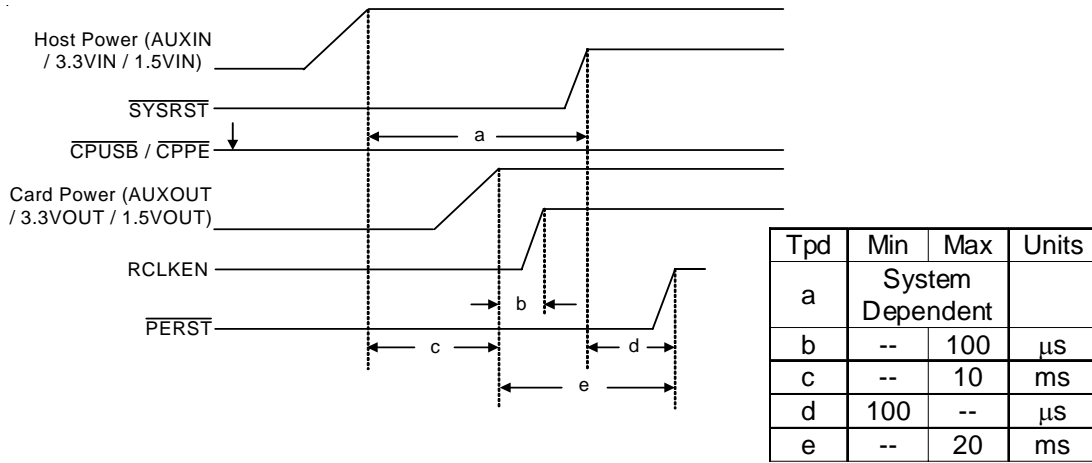 Host Power (AUXIN
/ 3.3VIN / 1.5VIN)
SYSRST
a
CPUSB / CPPE
Card Power (AUXOUT
/ 3.3VOUT / 1.5VOUT)
RCLKEN
b
PERST
c
d
e
Tpd Min Max Units
a System Dependent
b -- 100 μs
c -- 10 ms
d 100 -- μs
e -- 20 ms